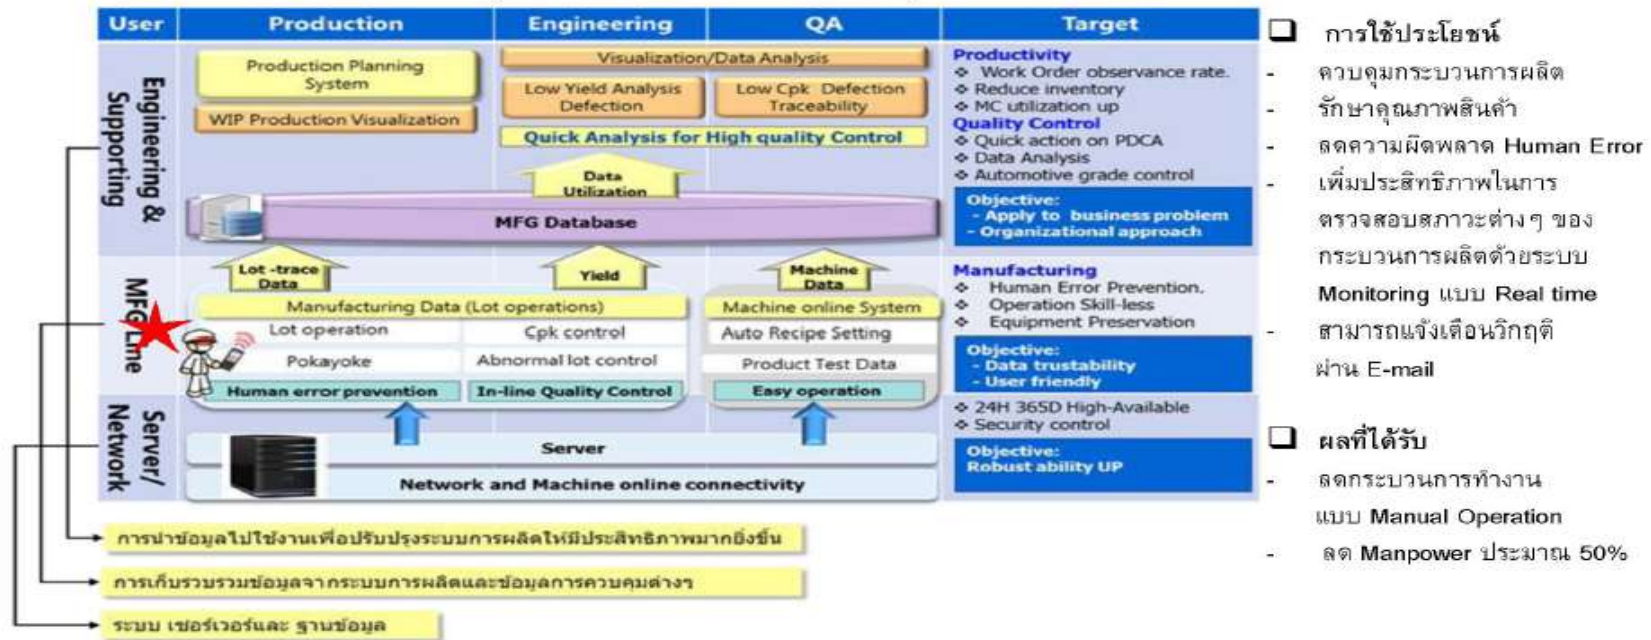 User
Production
Engineering
QA
Target
Engineering &
Supporting
Production Planning
System
WIP Production Visualization
Visualization/Data Analysis
Low Yield Analysis
Defection
Low Cpk Defection
Traceability
Quick Analysis for High quality Control
Data
Utilization
MFG Database
Productivity
❖ Work Order observance rate.
❖ Reduce inventory
❖ MC utilization up
Quality Control
❖ Quick action on PDCA
❖ Data Analysis
❖ Automotive grade control
Objective:
- Apply to business problem
- Organizational approach
MFG Line
Lot -trace
Data
Yield
Machine
Data
Manufacturing Data (Lot operations)
Lot operation
Cpk control
Pokayoke
Abnormal lot control
Human error prevention
In-line Quality Control
Machine online System
Auto Recipe Setting
Product Test Data
Easy operation
Manufacturing
❖ Human Error Prevention.
❖ Operation Skill-less
❖ Equipment Preservation
Objective:
- Data trustability
- User friendly
Server/
Network
Server
Network and Machine online connectivity
❖ 24H 365D High-Available
❖ Security control
Objective:
Robust ability UP
การนำข้อมูลไปใช้งานเพื่อปรับปรุงระบบการผลิตให้มีประสิทธิภาพมากยิ่งขึ้น
การเก็บรวบรวมข้อมูลจากระบบการผลิตและข้อมูลการควบคุมต่างๆ
ระบบ เซอร์เวอร์และ ฐานข้อมูล
❑ การใช้ประโยชน์
- ควบคุมกระบวนการผลิต
- รักษาคุณภาพสินค้า
- ลดความผิดพลาด Human Error
- เพิ่มประสิทธิภาพในการ
ตรวจสอบสภาวะต่างๆ ของ
กระบวนการผลิตด้วยระบบ
Monitoring แบบ Real time
- สามารถแจ้งเตือนวิกฤติ
ผ่าน E-mail
❑ ผลที่ได้รับ
- ลดกระบวนการทำงาน
แบบ Manual Operation
- ลด Manpower ประมาณ 50%